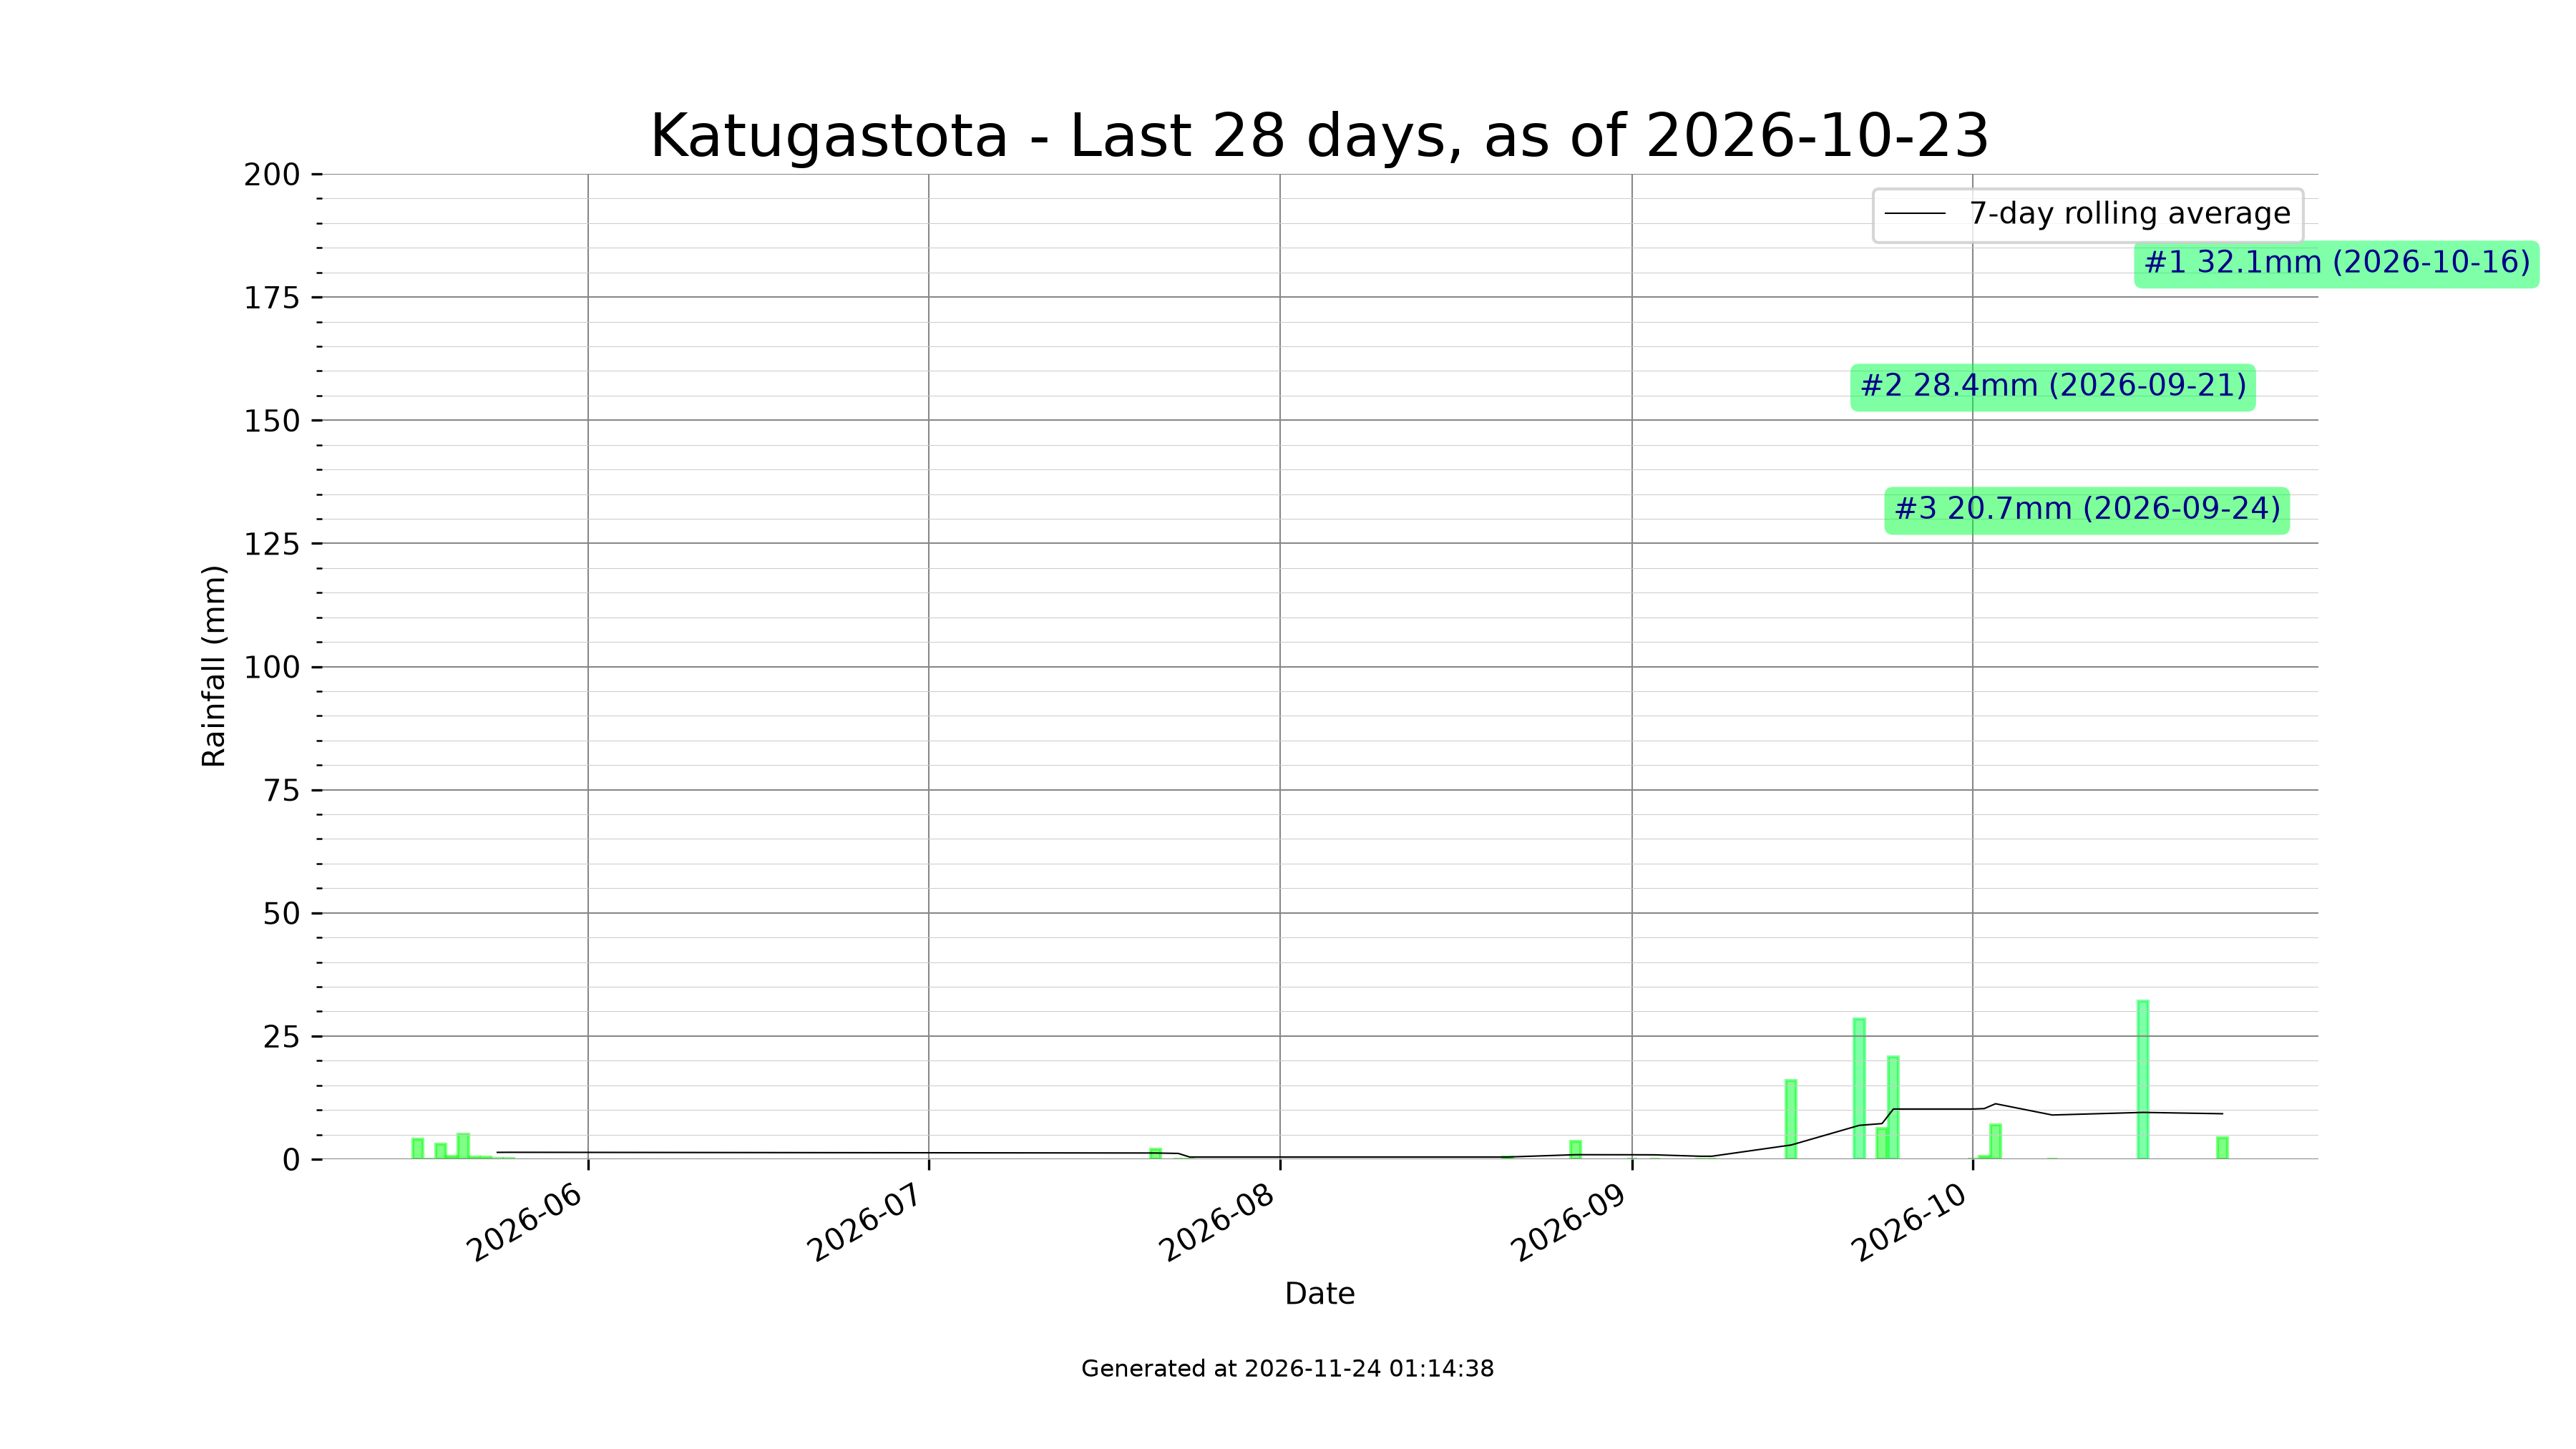 Katugastota - Last 28 days, as of 2026-10-23
200
175
150
125
100
75
50
25
0
Rainfall (mm)
7-day rolling average
#1 32.1mm (2026-10-16)
#2 28.4mm (2026-09-21)
#3 20.7mm (2026-09-24)
2026-06
2026-07
2026-08
2026-09
2026-10
Date
Generated at 2026-11-24 01:14:38